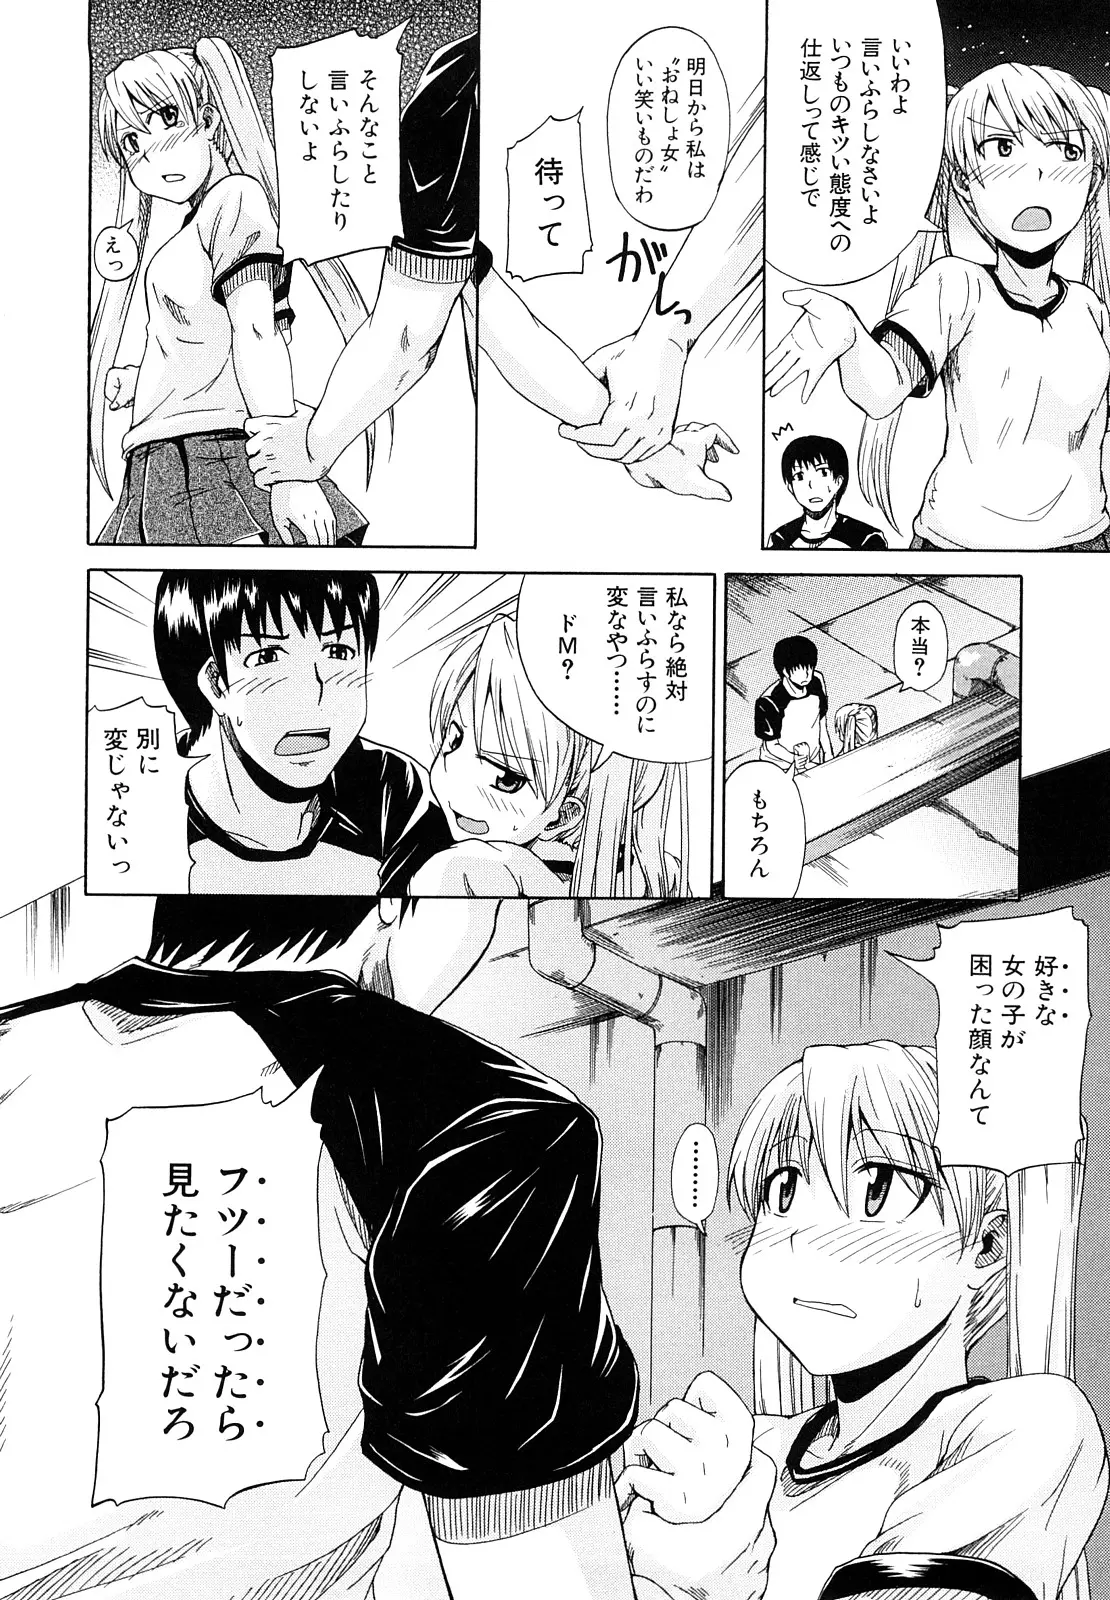 いいわよ
言いふらしなさいよ
いつものキツい態度への
仕返しって感じで
明日から私は
〝おねしょ女〟
いい笑いものだわ
待って
がしっ
そんなこと
言いふらしたり
しないよ
えっ
本当?
もちろん
私なら絶対
言いふらすのに
変なやつ……
ドM?
別に
変じゃないっ
好きな
女の子が
困った顔なんて
………
フツーだったら
見たくないだろ